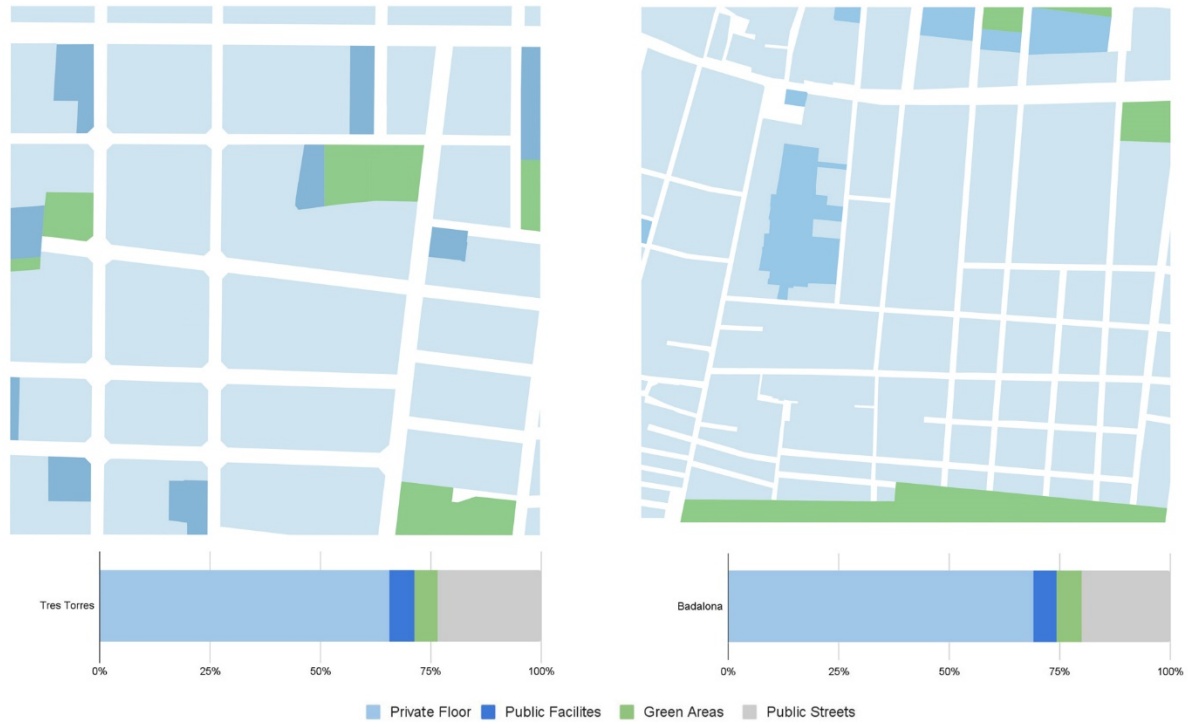 Tres Torres
0% 25% 50% 75% 100%
Badalona
0% 25% 50% 75% 100%
Private Floor Public Facilites Green Areas Public Streets